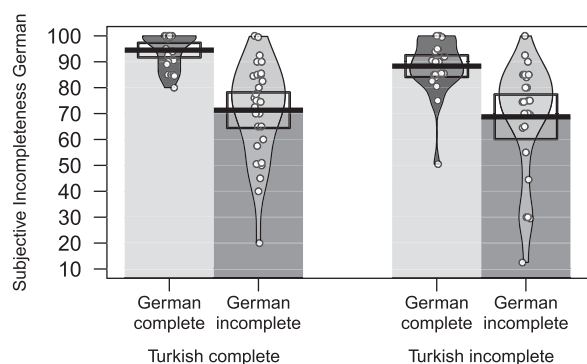 Subjective Incompleteness German
100
90
80
70
60
50
40
30
20
10
German complete
German incomplete
German complete
German incomplete
Turkish complete
Turkish incomplete